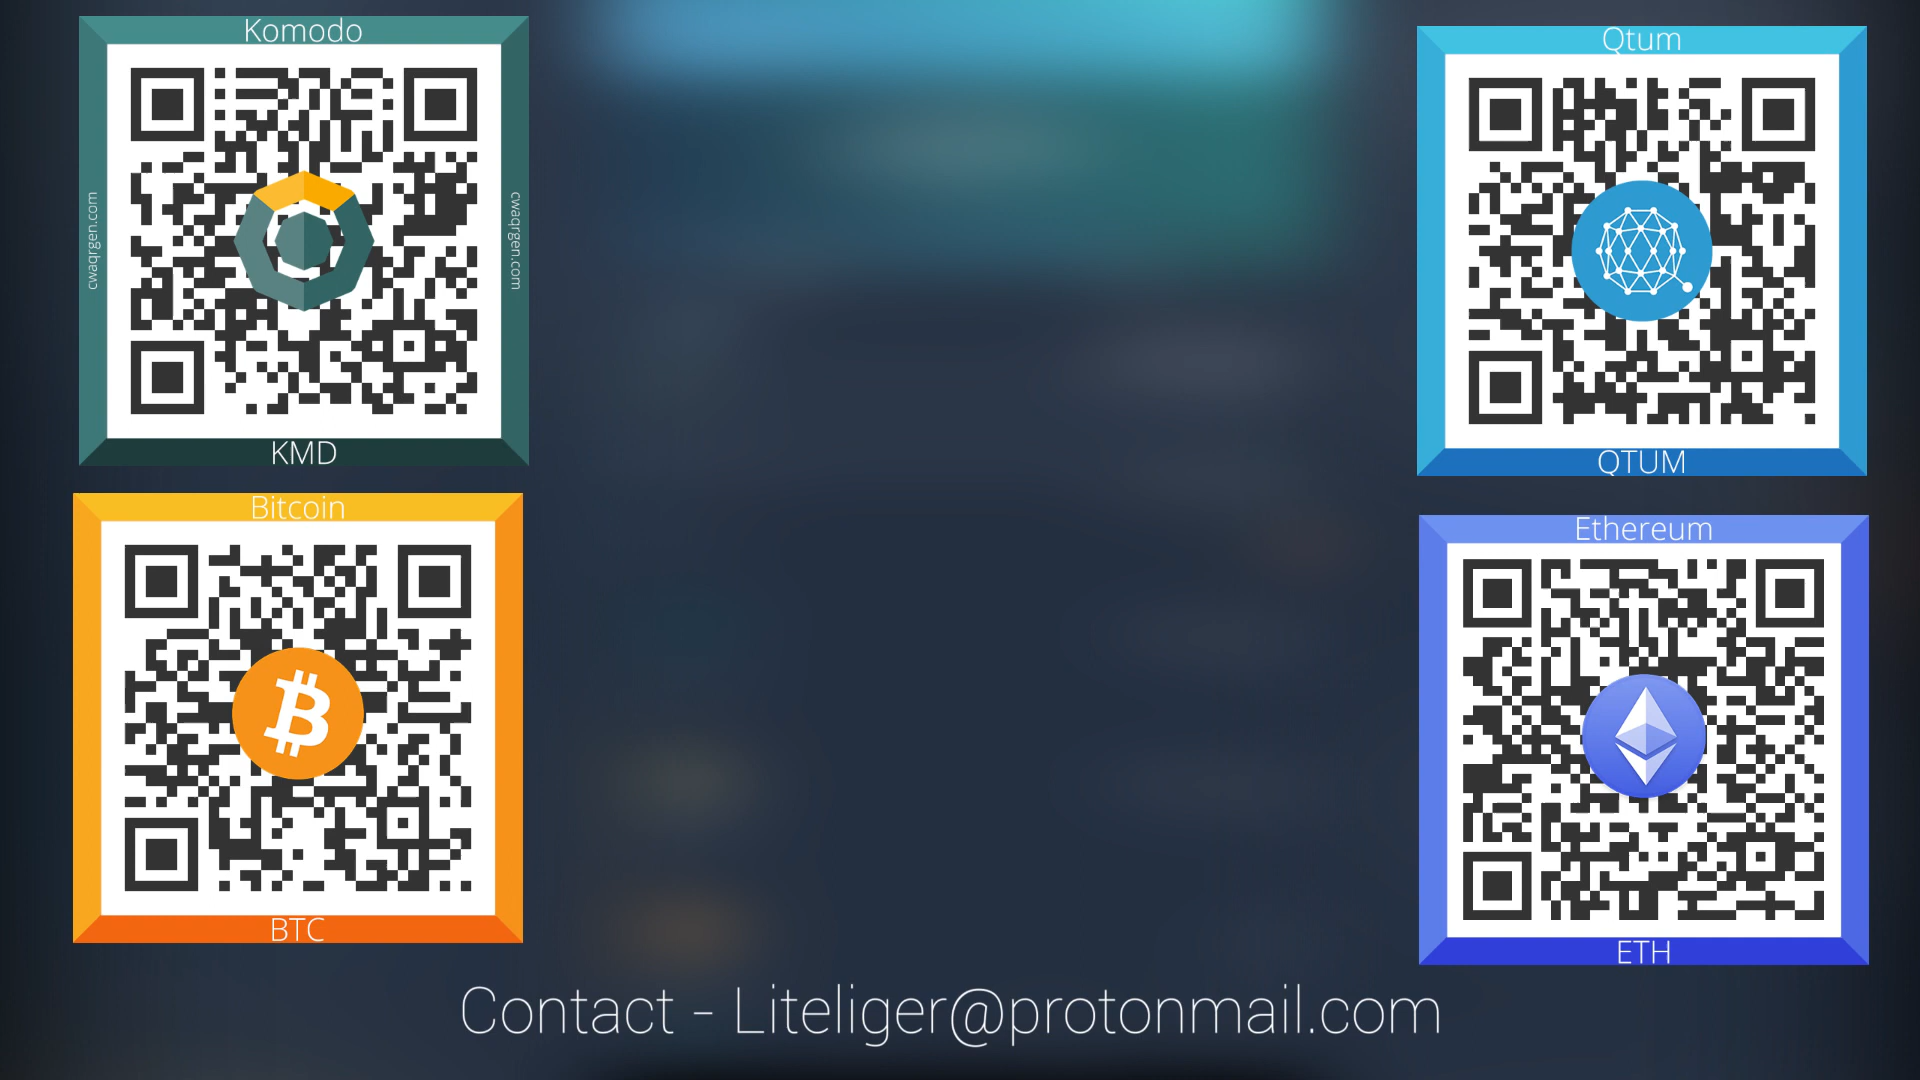 Komodo
cwaqrgen.com
cwaqrgen.com
KMD
Qtum
QTUM
Bitcoin
BTC
Ethereum
ETH
Contact - Liteliger@protonmail.com